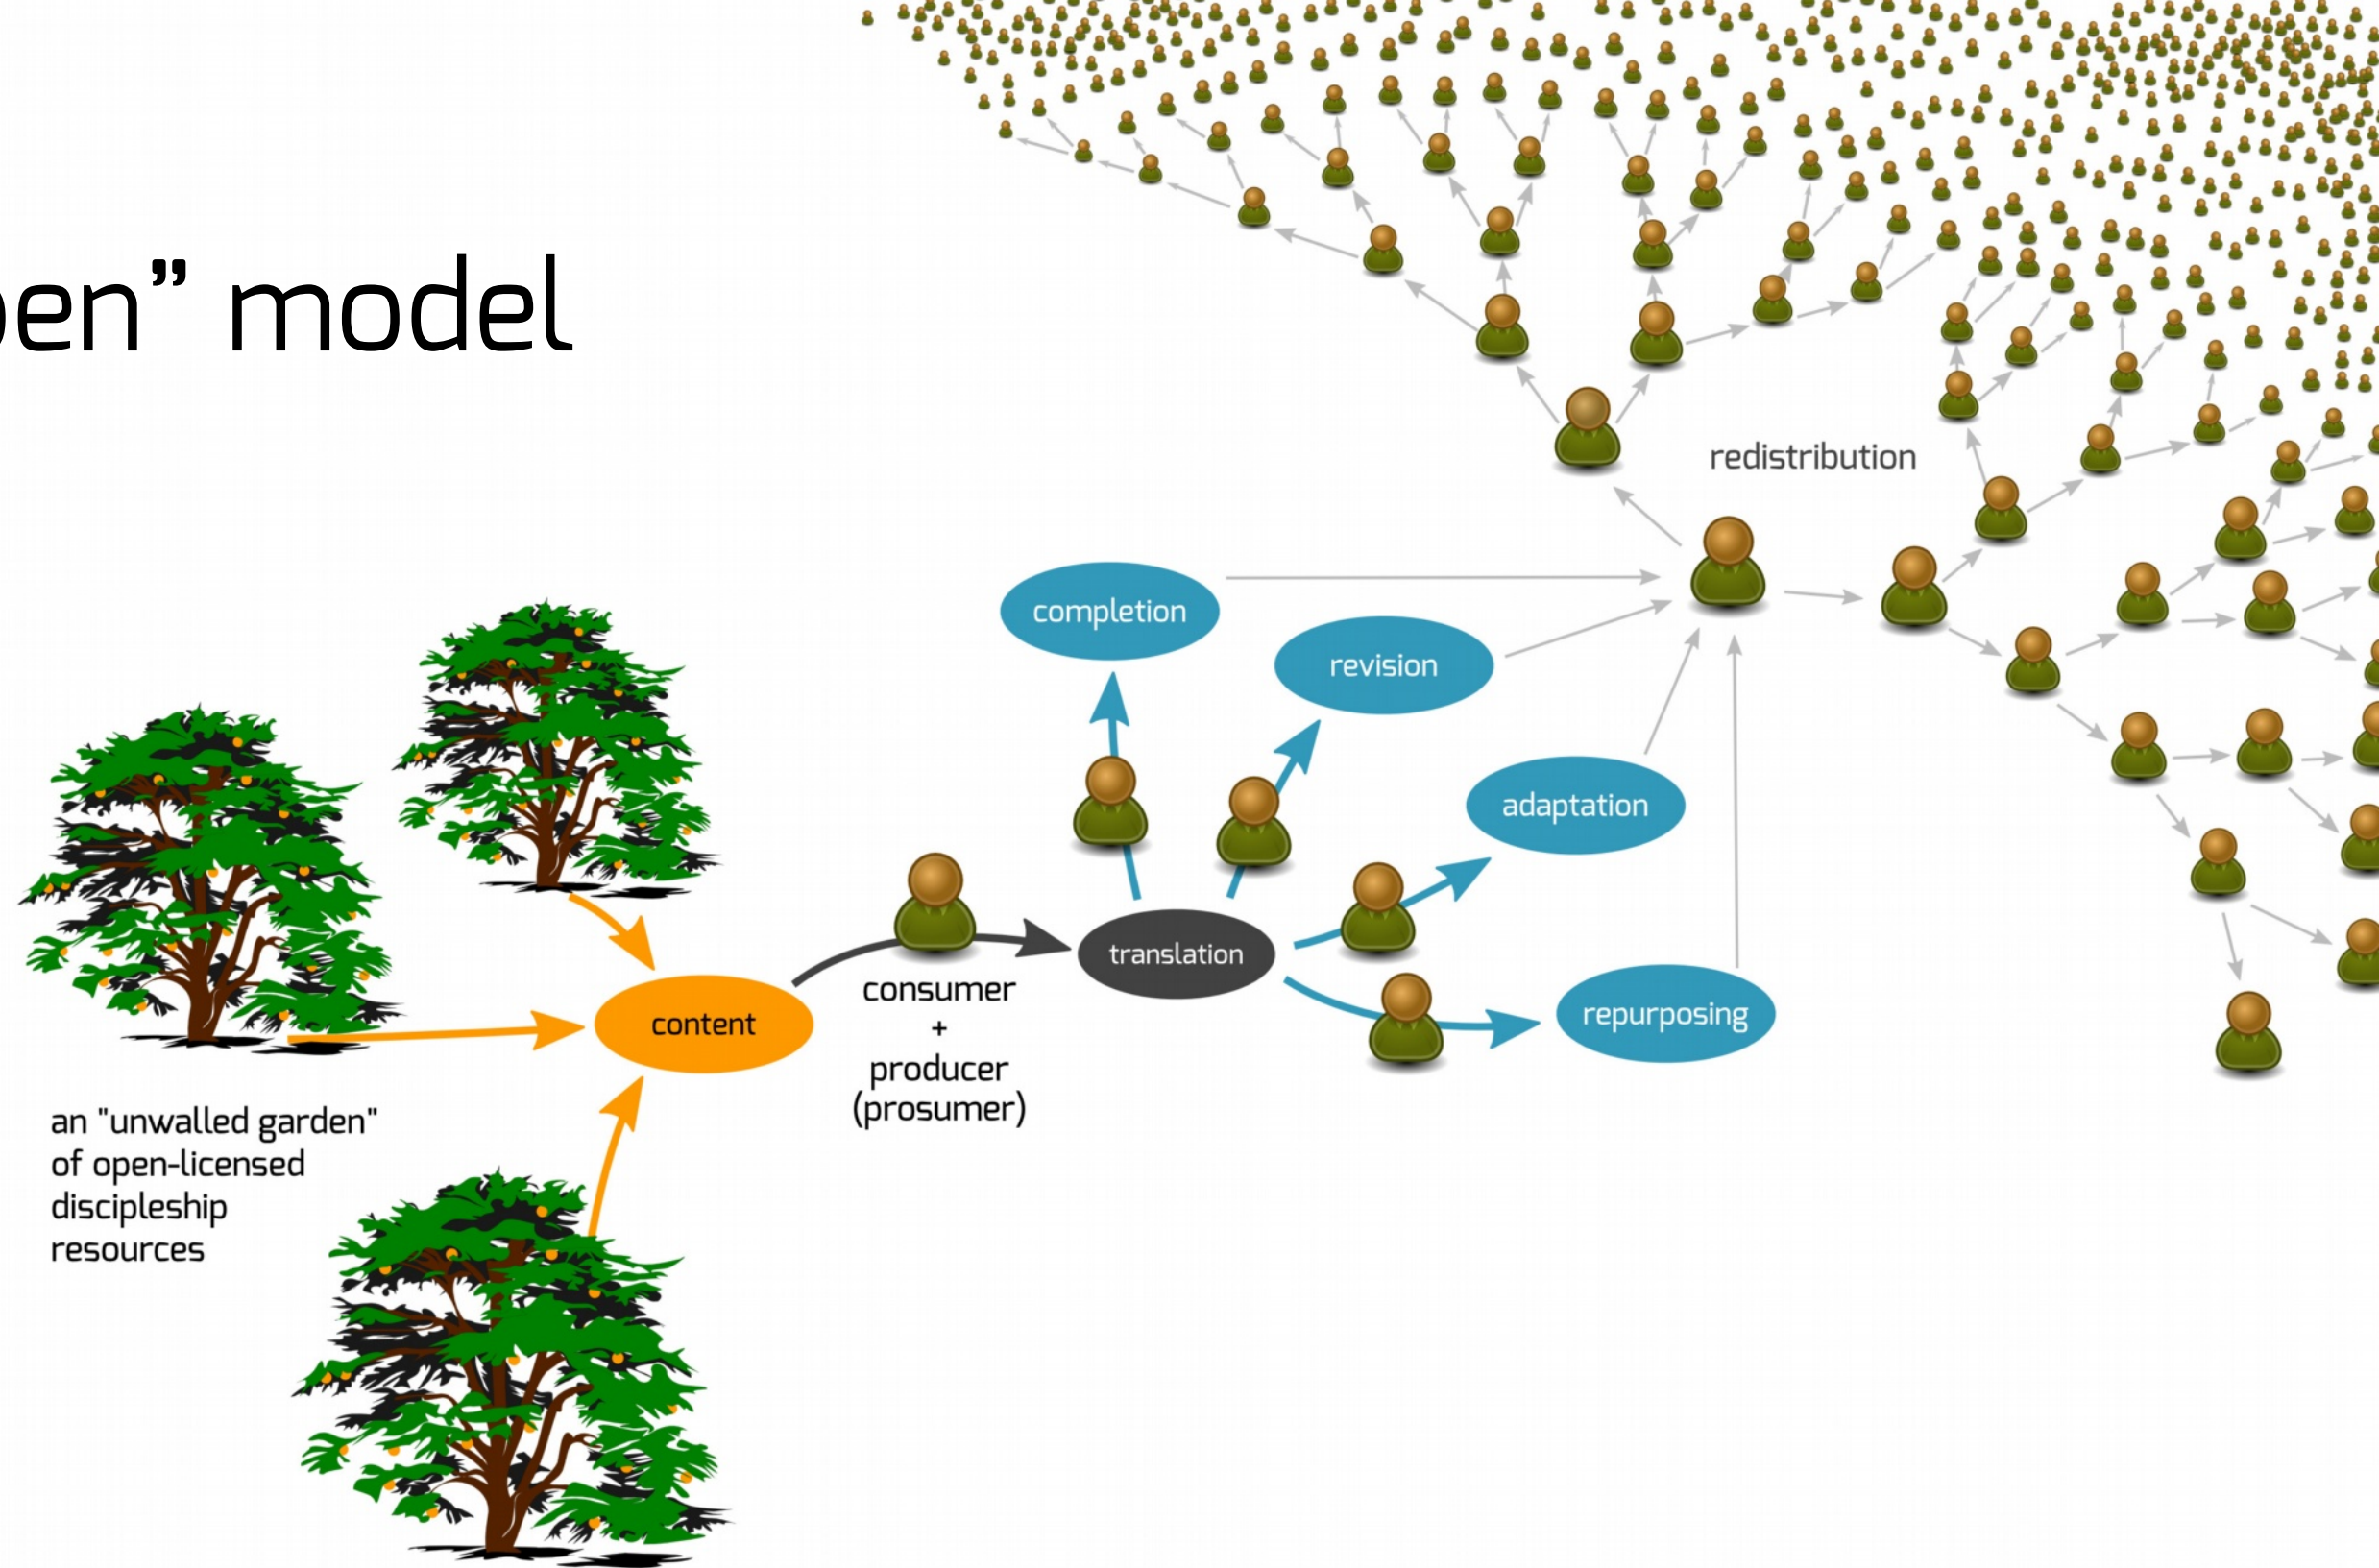 pen” model
redistribution
completion
revision
adaptation
translation
repurposing
content
consumer
+
producer
(prosumer)
an "unwalled garden"
of open-licensed
discipleship
resources